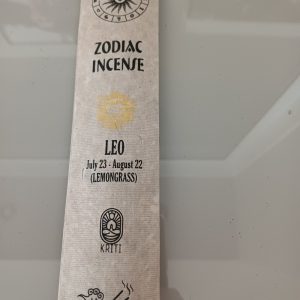 ZODIAC
INCENSE
LEO
July 23 - August 22
(LEMONGRASS)
KRITI